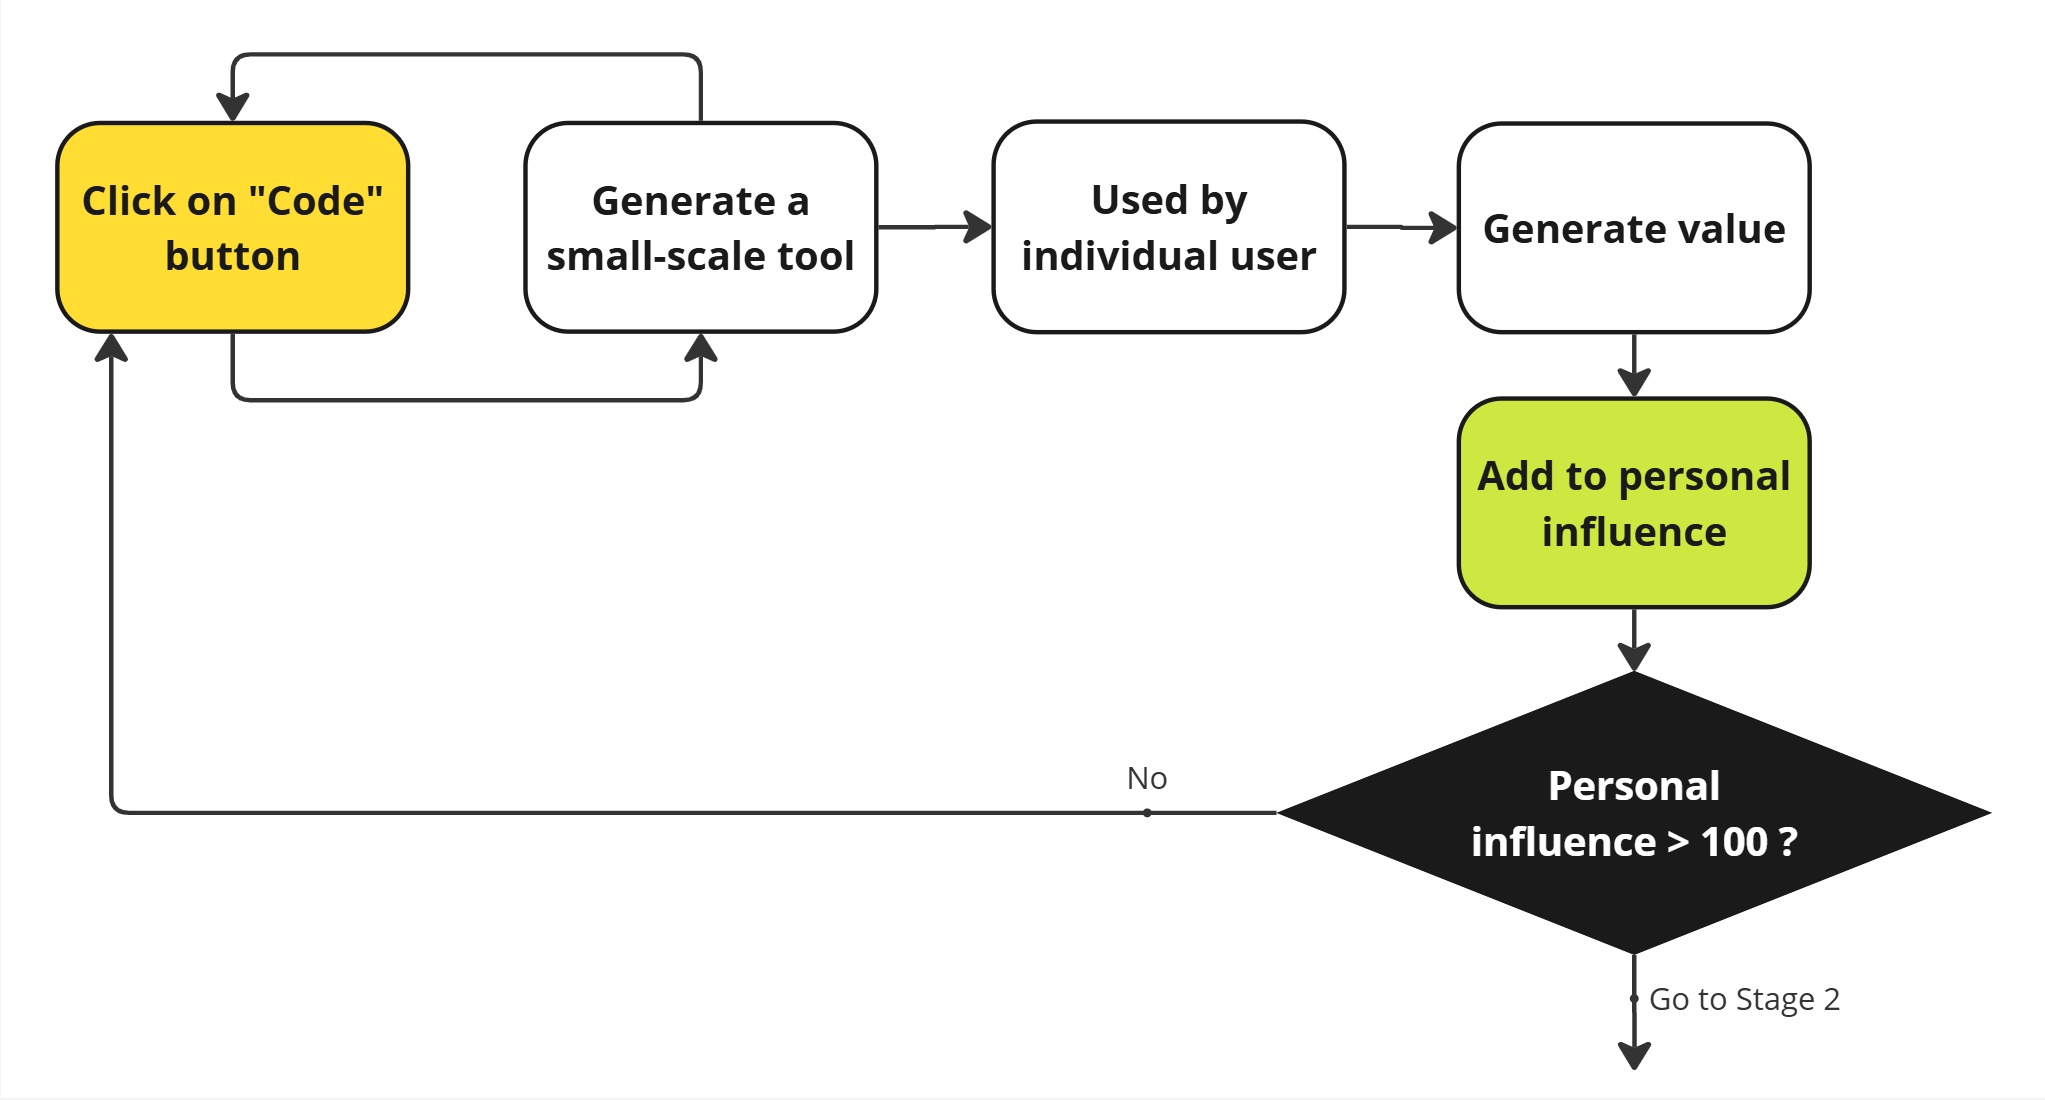 Click on "Code"
button
Generate a
small-scale tool
Used by
individual user
Generate value
Add to personal
influence
Personal
influence > 100 ?
No
Go to Stage 2